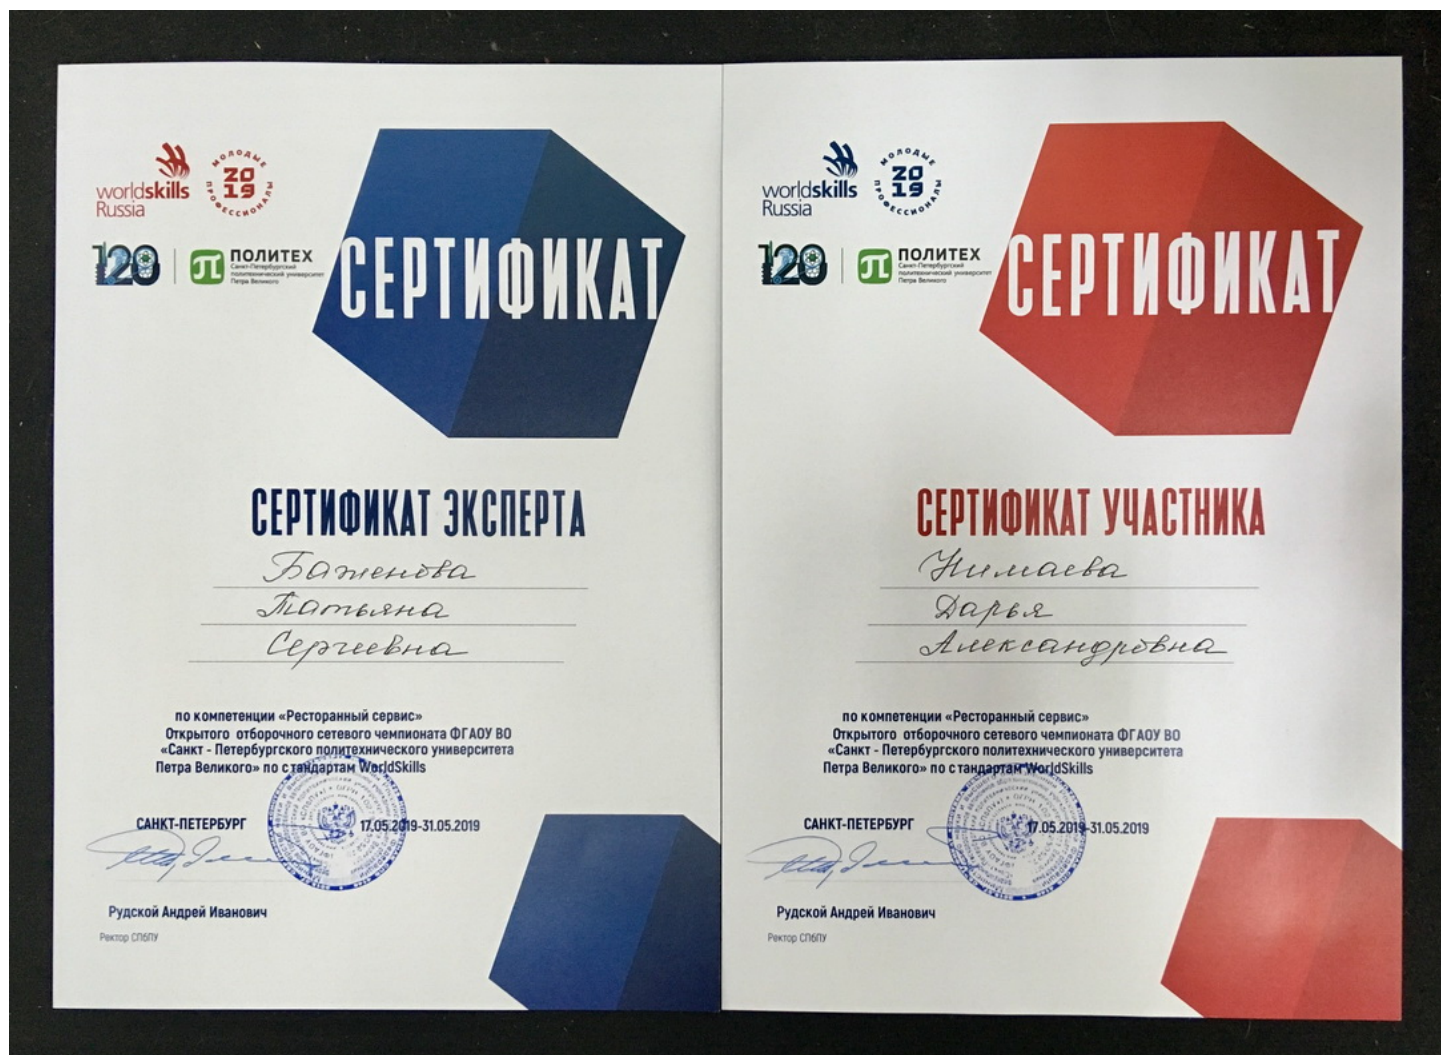 worldskills
Russia
МОЛОДЫЕ
2019
ПРОФЕССИОНАЛЫ
120
ПОЛИТЕХ
Санкт-Петербургский
политехнический университет
Петра Великого
СЕРТИФИКАТ
СЕРТИФИКАТ ЭКСПЕРТА
Баженова
Татьяна
Сергеевна
по компетенции «Ресторанный сервис»
Открытого отборочного сетевого чемпионата ФГАОУ ВО
«Санкт - Петербургского политехнического университета
Петра Великого» по стандартам WorldSkills
САНКТ-ПЕТЕРБУРГ
17.05.2019-31.05.2019
Рудской Андрей Иванович
Ректор СПбПУ
worldskills
Russia
МОЛОДЫЕ
2019
ПРОФЕССИОНАЛЫ
120
ПОЛИТЕХ
Санкт-Петербургский
политехнический университет
Петра Великого
СЕРТИФИКАТ
СЕРТИФИКАТ УЧАСТНИКА
Нимаева
Дарья
Александровна
по компетенции «Ресторанный сервис»
Открытого отборочного сетевого чемпионата ФГАОУ ВО
«Санкт - Петербургского политехнического университета
Петра Великого» по стандартам WorldSkills
САНКТ-ПЕТЕРБУРГ
17.05.2019-31.05.2019
Рудской Андрей Иванович
Ректор СПбПУ